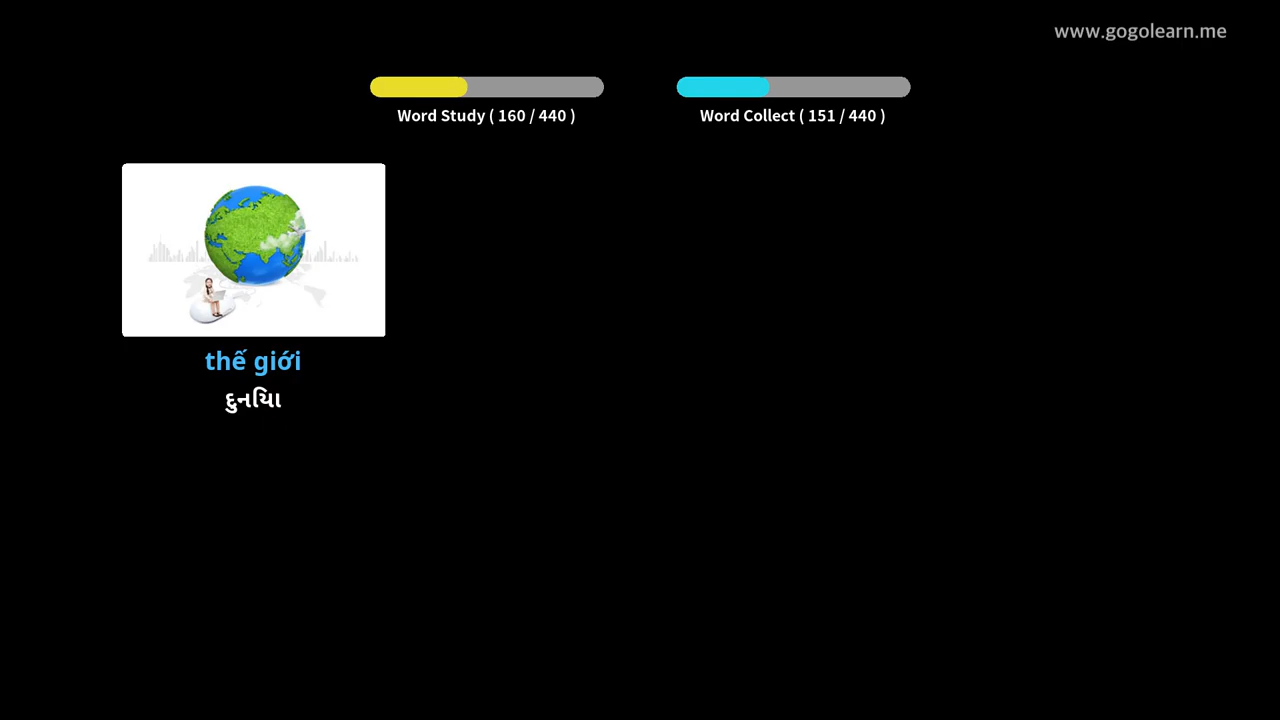 www.gogolearn.me
Word Study ( 160 / 440 )
Word Collect ( 151 / 440 )
thế giới
દુનિયા